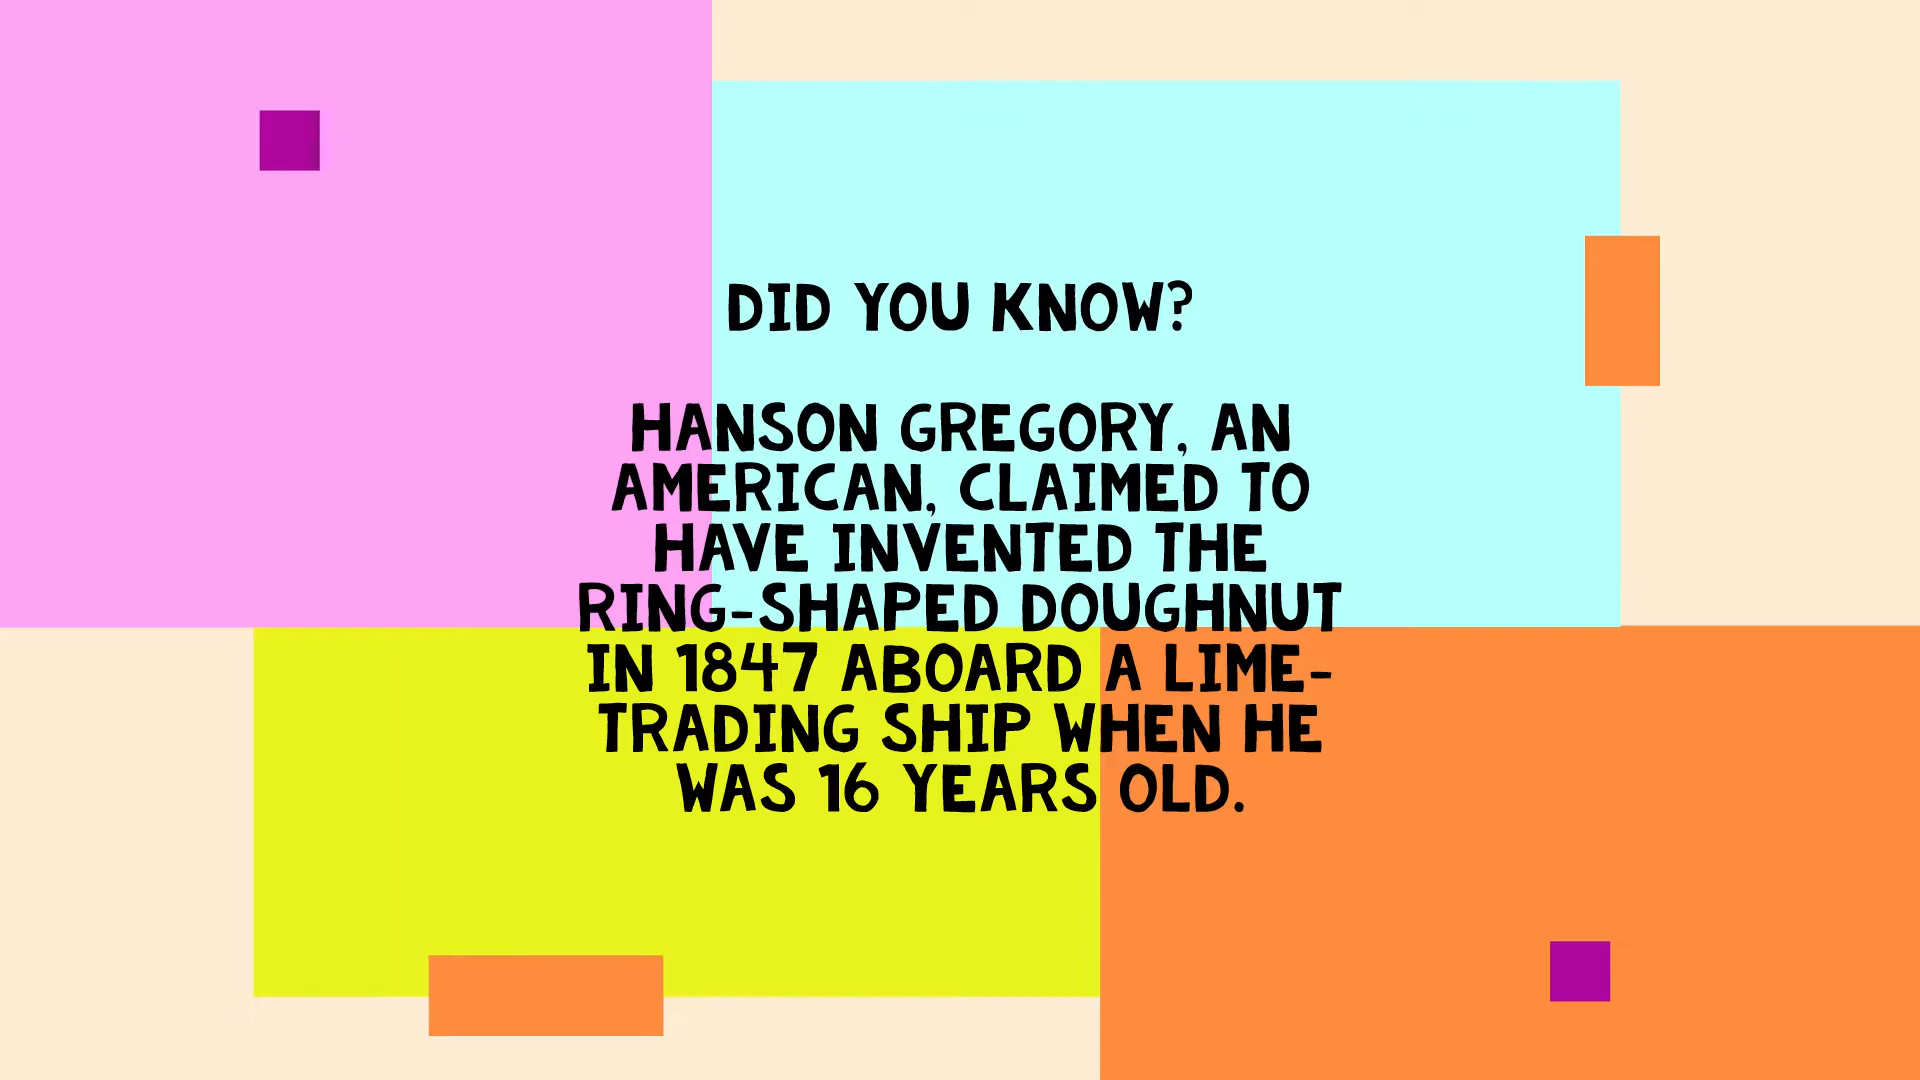 DID YOU KNOW?
HANSON GREGORY, AN
AMERICAN, CLAIMED TO
HAVE INVENTED THE
RING-SHAPED DOUGHNUT
IN 1847 ABOARD A LIME-
TRADING SHIP WHEN HE
WAS 16 YEARS OLD.